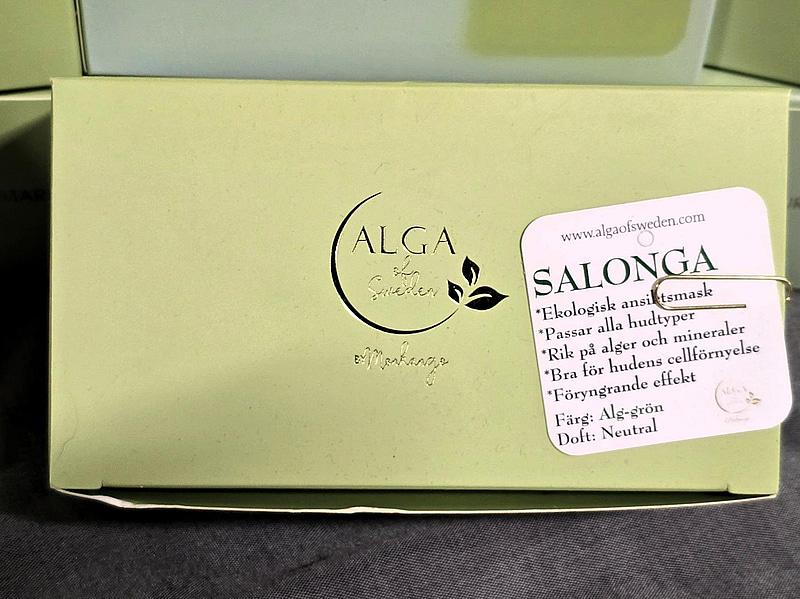 ALGA
of
Sweden
www.algaofsweden.com
SALONGA
*Ekologisk ansiktsmask
*Passar alla hudtyper
*Rik på alger och mineraler
*Bra för hudens cellförnyelse
*Föryngrande effekt
Färg: Alg-grön
Doft: Neutral
ALGA